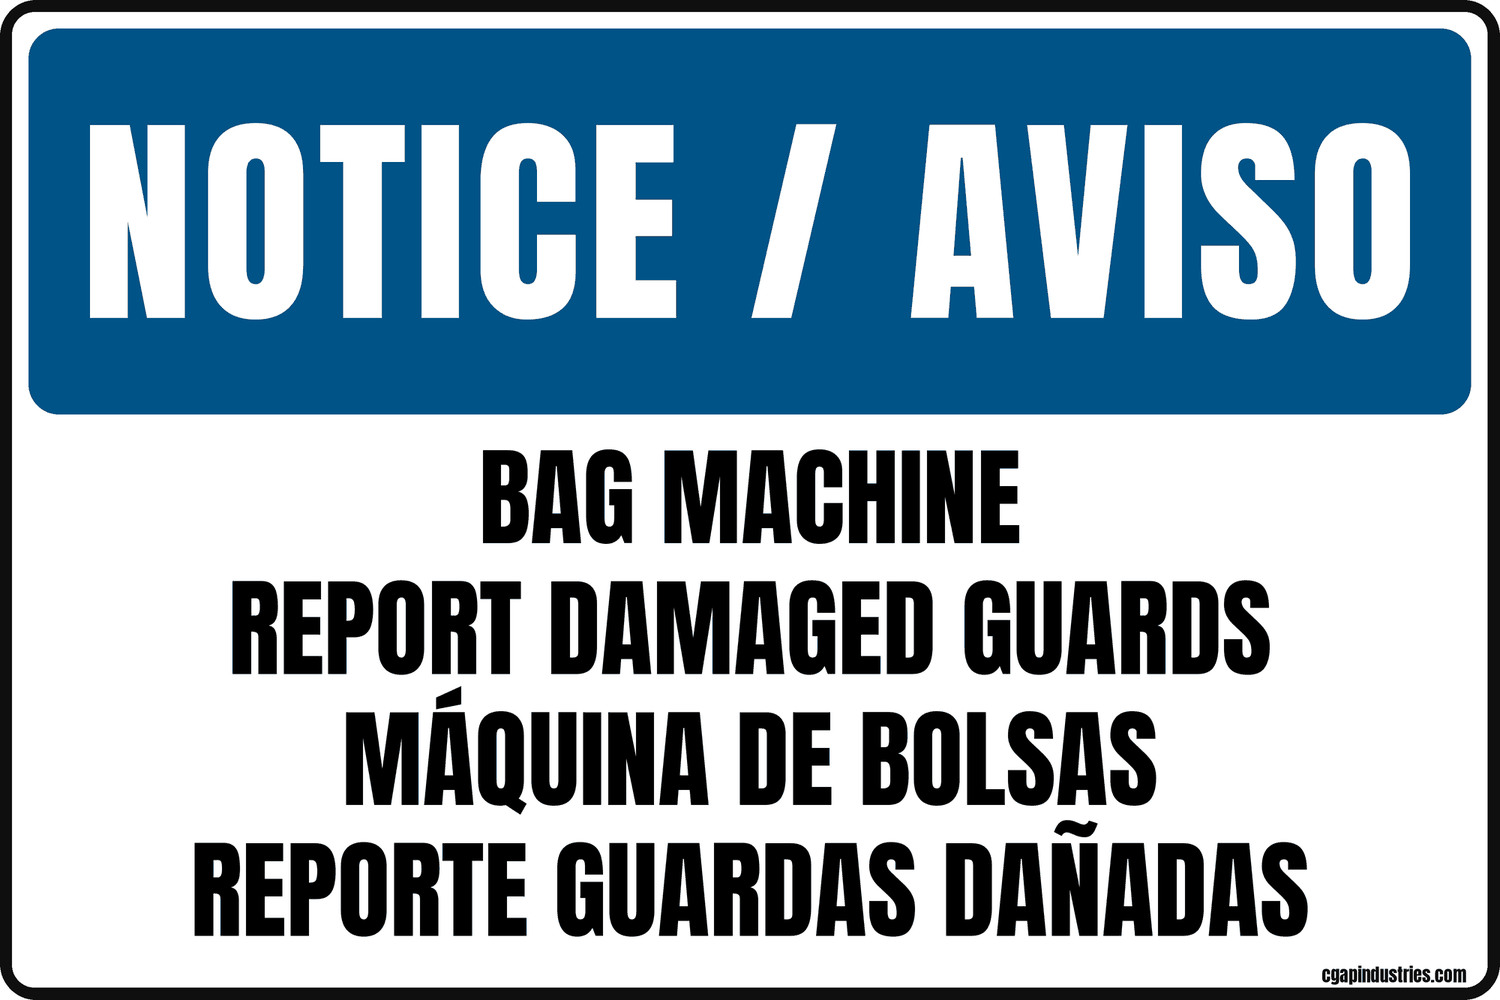 NOTICE / AVISO
BAG MACHINE
REPORT DAMAGED GUARDS
MÁQUINA DE BOLSAS
REPORTE GUARDAS DAÑADAS
cgapindustries.com